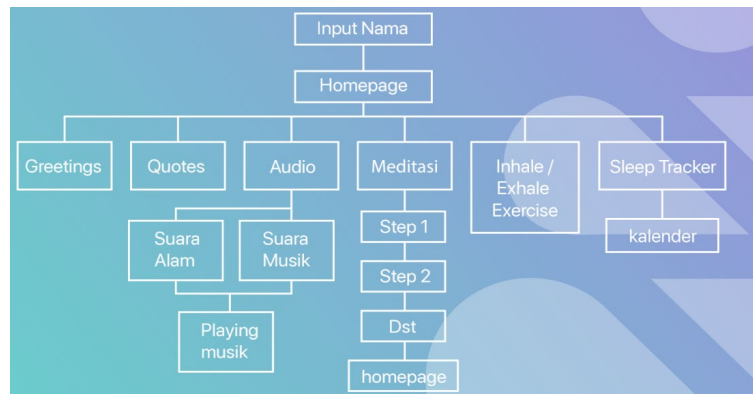 Input Nama
Homepage
Greetings
Quotes
Audio
Meditasi
Inhale /
Exhale
Exercise
Sleep Tracker
Suara
Alam
Suara
Musik
Step 1
kalender
Step 2
Playing
musik
Dst
homepage